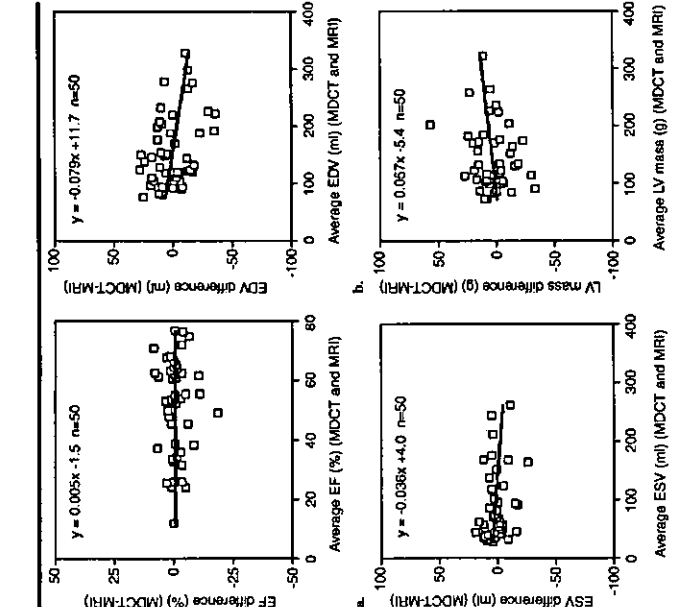 EF difference (%) (MDCT-MRI)
50
25
0
-25
-50
y = 0.005x -1.5 n=50
0 20 40 60 80
Average EF (%) (MDCT and MRI)
EDV difference (ml) (MDCT-MRI)
100
50
0
-50
-100
y = -0.079x +11.7 n=50
0 100 200 300 400
Average EDV (ml) (MDCT and MRI)
a.
ESV difference (ml) (MDCT-MRI)
100
50
0
-50
-100
y = -0.036x +4.0 n=50
0 100 200 300 400
Average ESV (ml) (MDCT and MRI)
b.
LV mass difference (g) (MDCT-MRI)
100
50
0
-50
-100
y = 0.067x -5.4 n=50
0 100 200 300 400
Average LV mass (g) (MDCT and MRI)